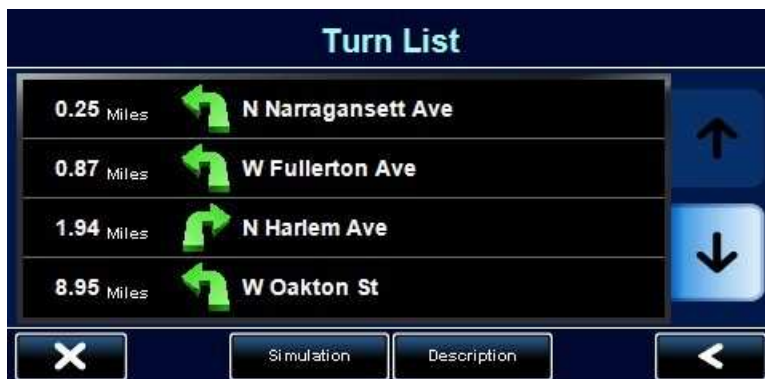 Turn List
0.25 Miles N Narragansett Ave
0.87 Miles W Fullerton Ave
1.94 Miles N Harlem Ave
8.95 Miles W Oakton St
Simulation Description